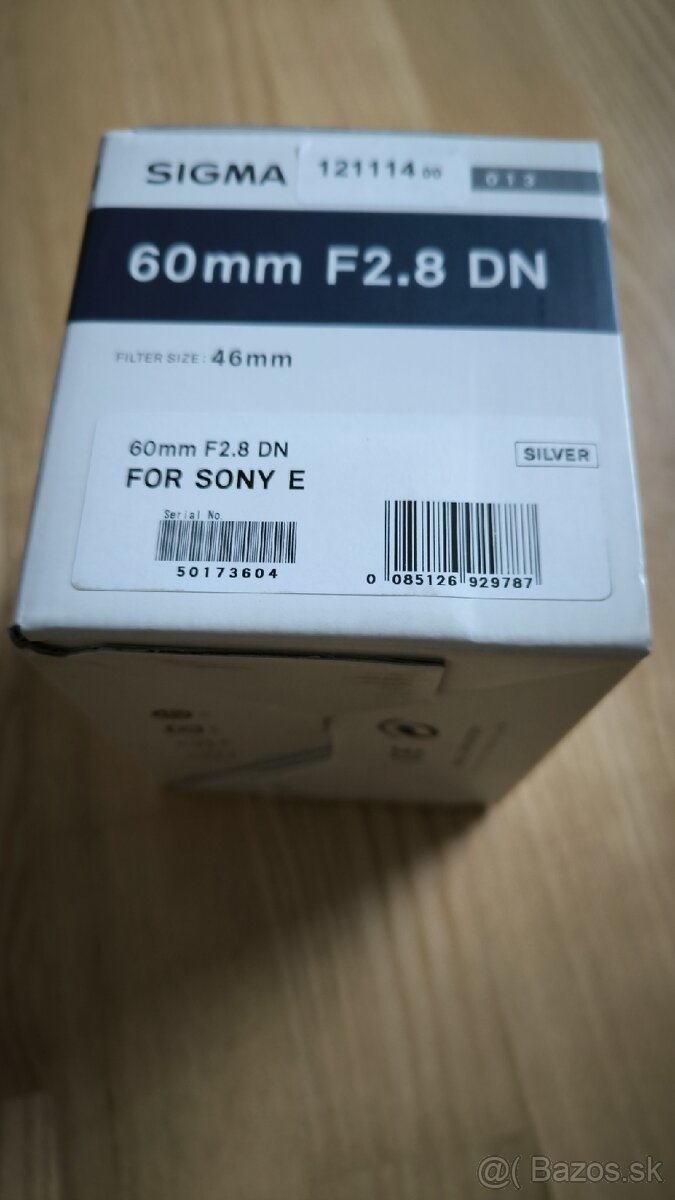 SIGMA 121114 00 013
60mm F2.8 DN
FILTER SIZE : 46mm
60mm F2.8 DN SILVER
FOR SONY E
Serial No
50173604
0 085126 929787
@( Bazos.sk